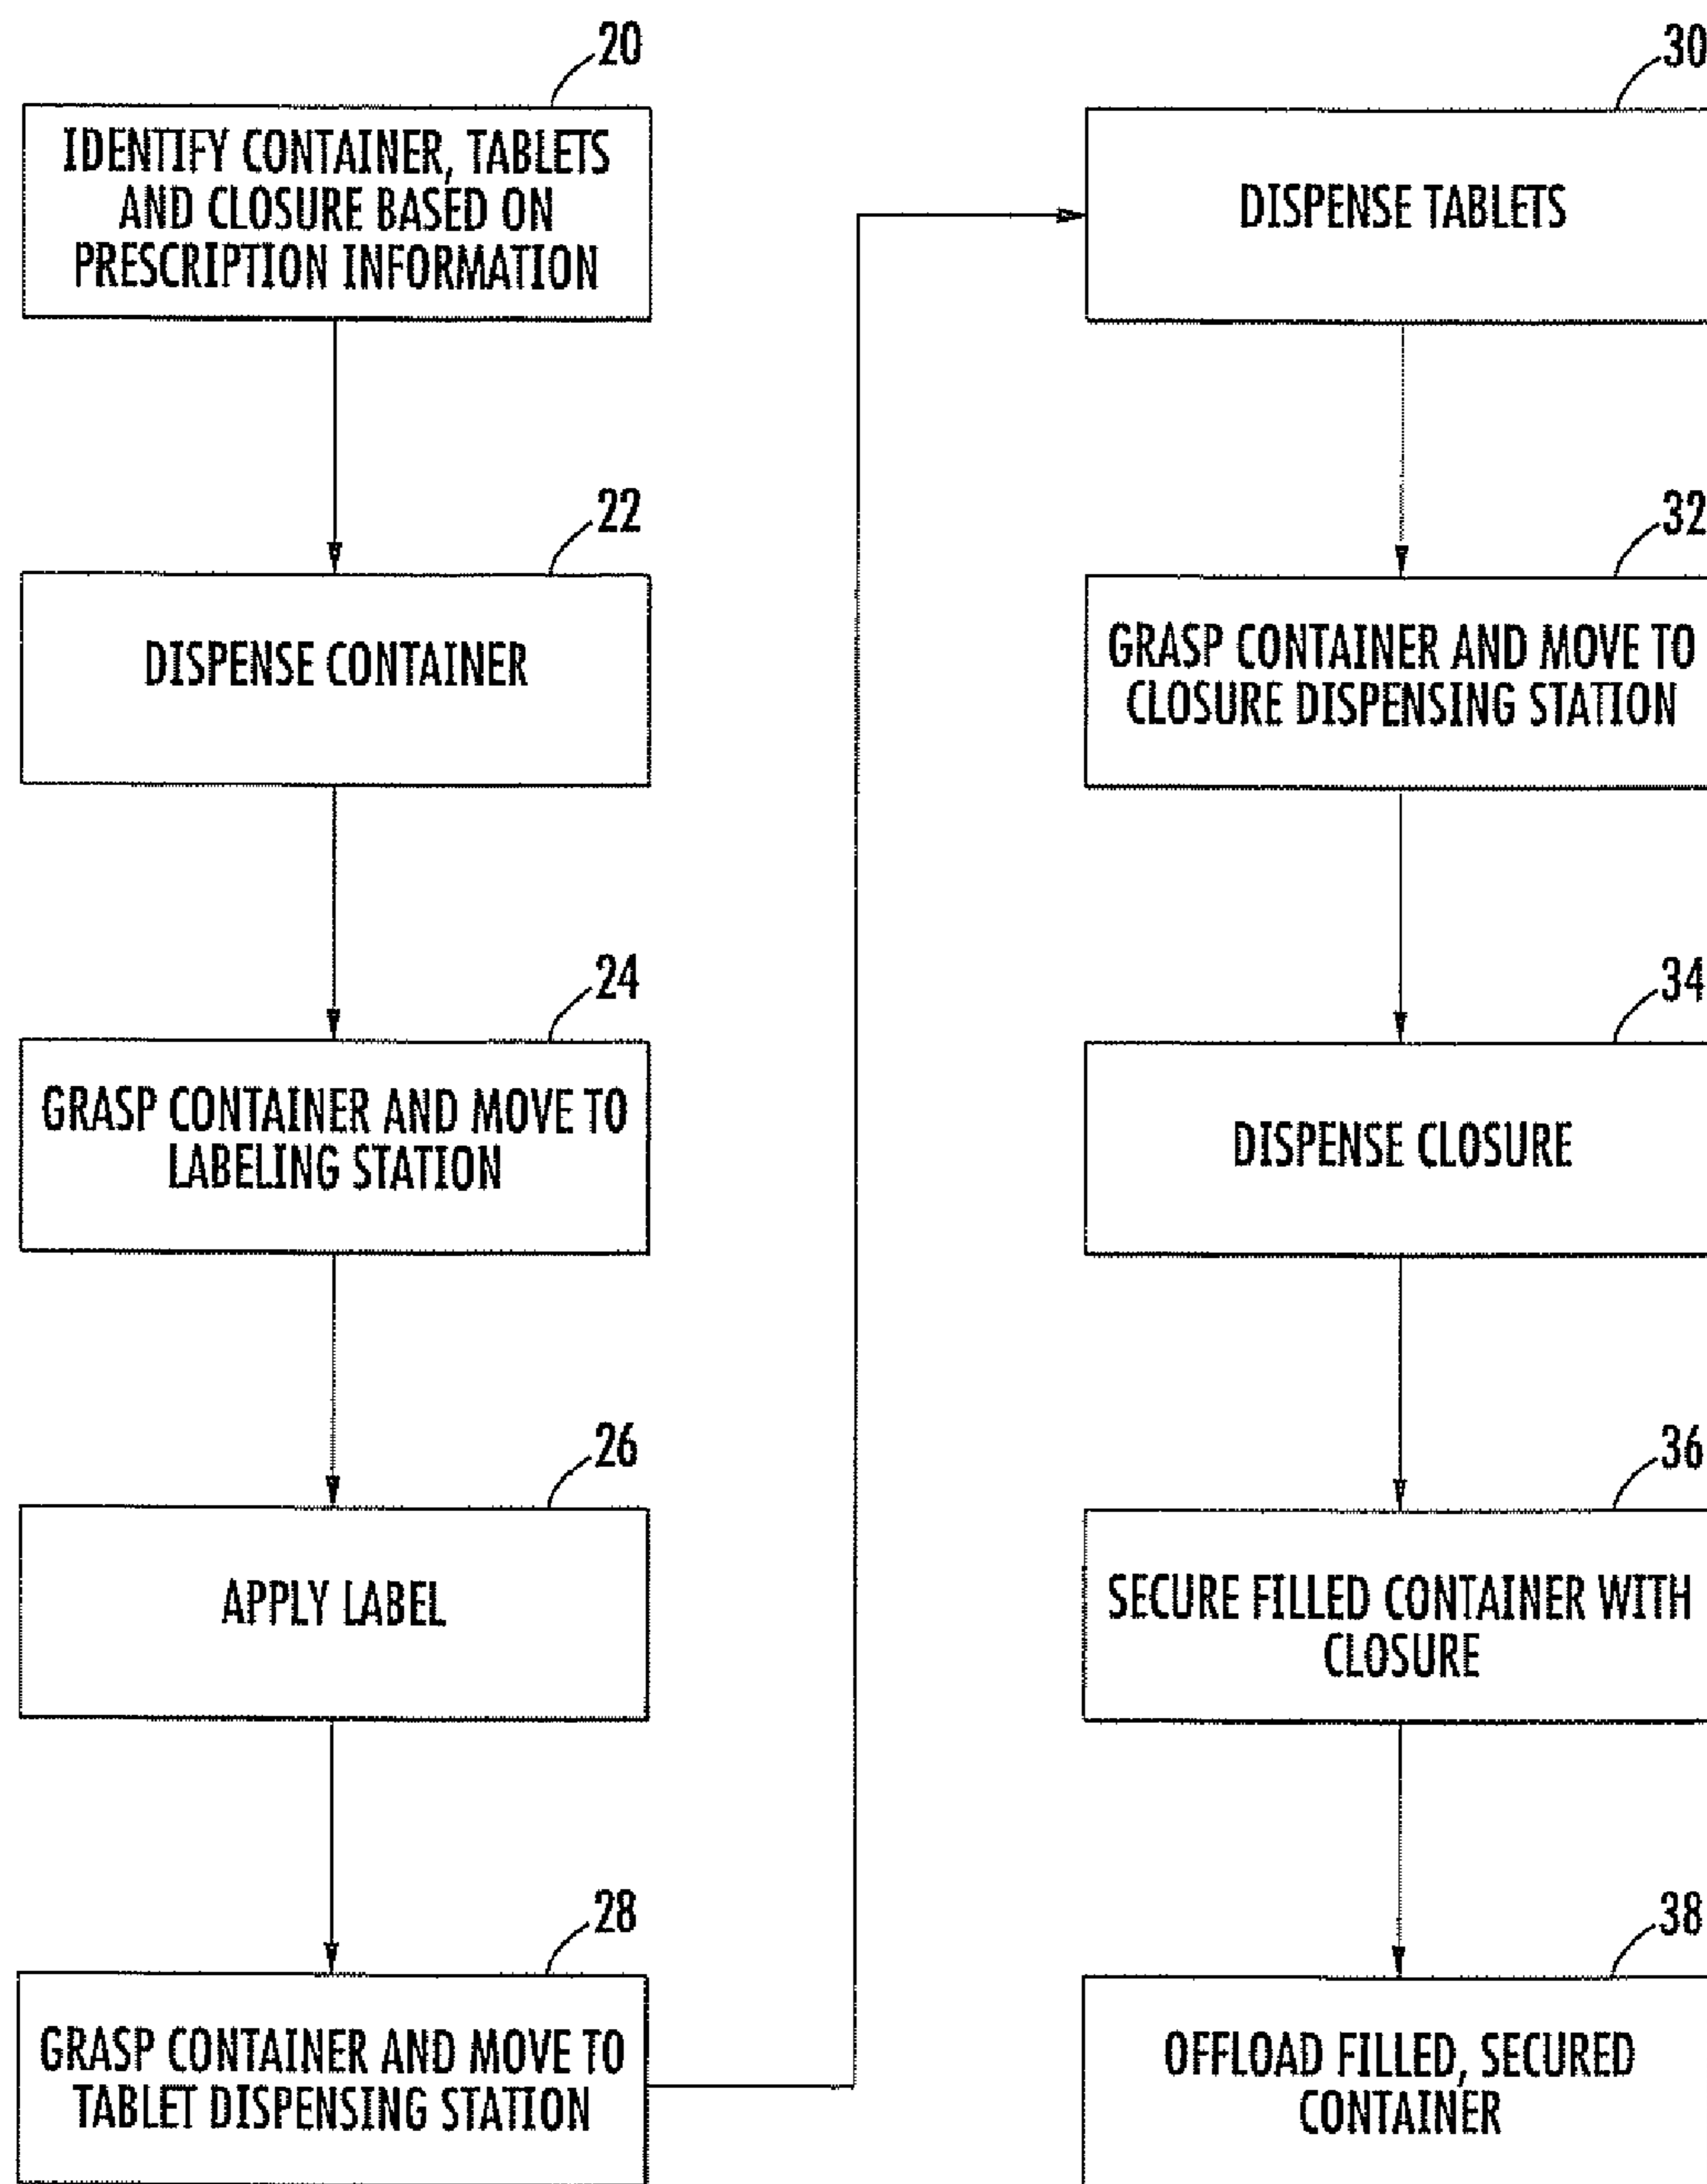 20
IDENTIFY CONTAINER, TABLETS
AND CLOSURE BASED ON
PRESCRIPTION INFORMATION
22
DISPENSE CONTAINER
24
GRASP CONTAINER AND MOVE TO
LABELING STATION
26
APPLY LABEL
28
GRASP CONTAINER AND MOVE TO
TABLET DISPENSING STATION
30
DISPENSE TABLETS
32
GRASP CONTAINER AND MOVE TO
CLOSURE DISPENSING STATION
34
DISPENSE CLOSURE
36
SECURE FILLED CONTAINER WITH
CLOSURE
38
OFFLOAD FILLED, SECURED
CONTAINER